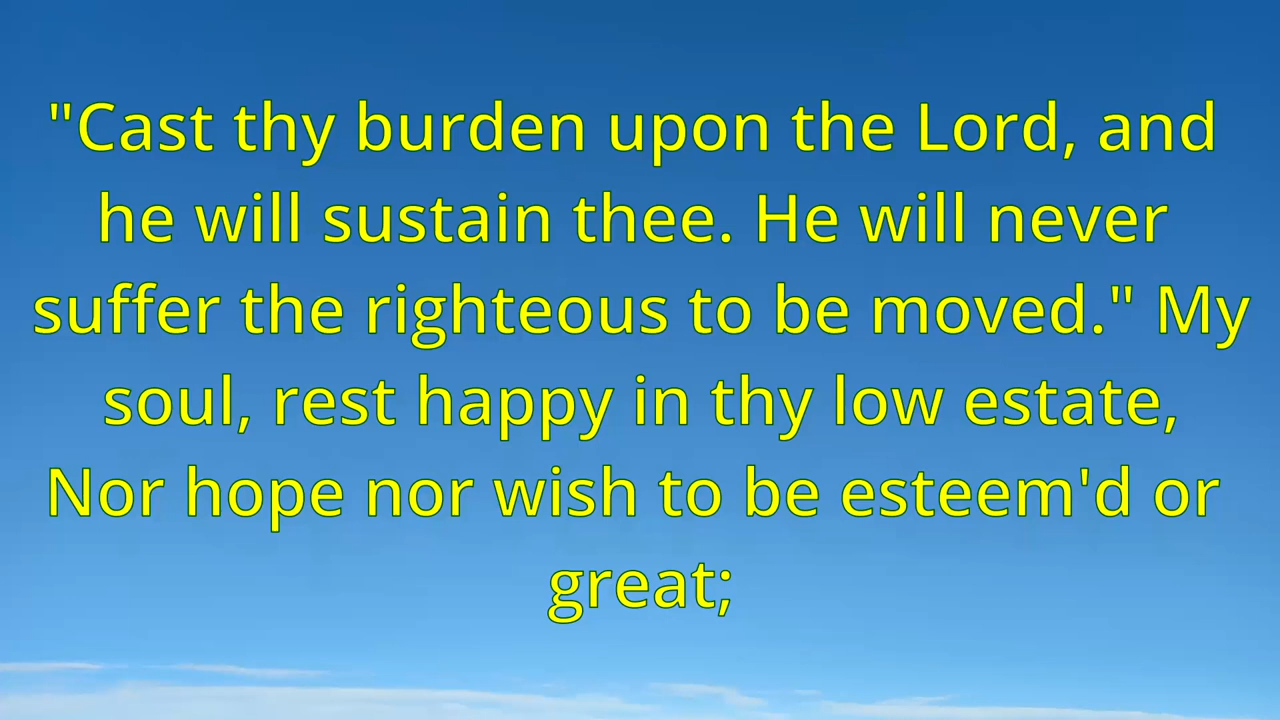 "Cast thy burden upon the Lord, and
he will sustain thee. He will never
suffer the righteous to be moved." My
soul, rest happy in thy low estate,
Nor hope nor wish to be esteem'd or
great;